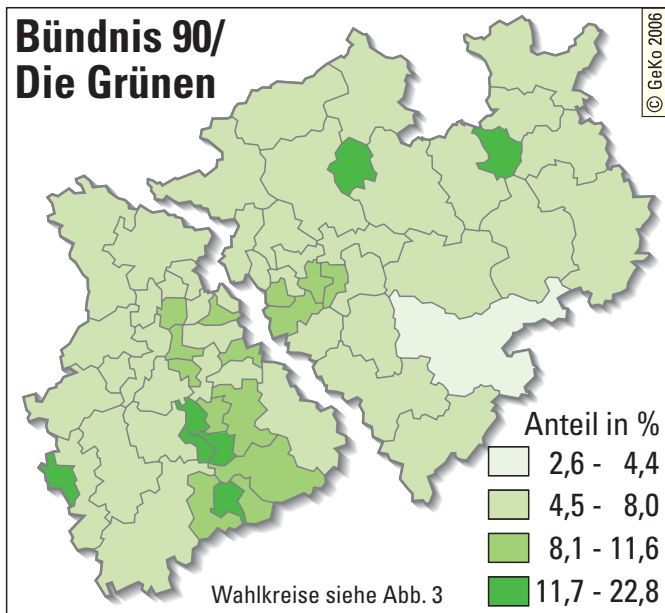 Bündnis 90/
Die Grünen
© GeKo 2006
Anteil in %
2,6 - 4,4
4,5 - 8,0
8,1 - 11,6
11,7 - 22,8
Wahlkreise siehe Abb. 3